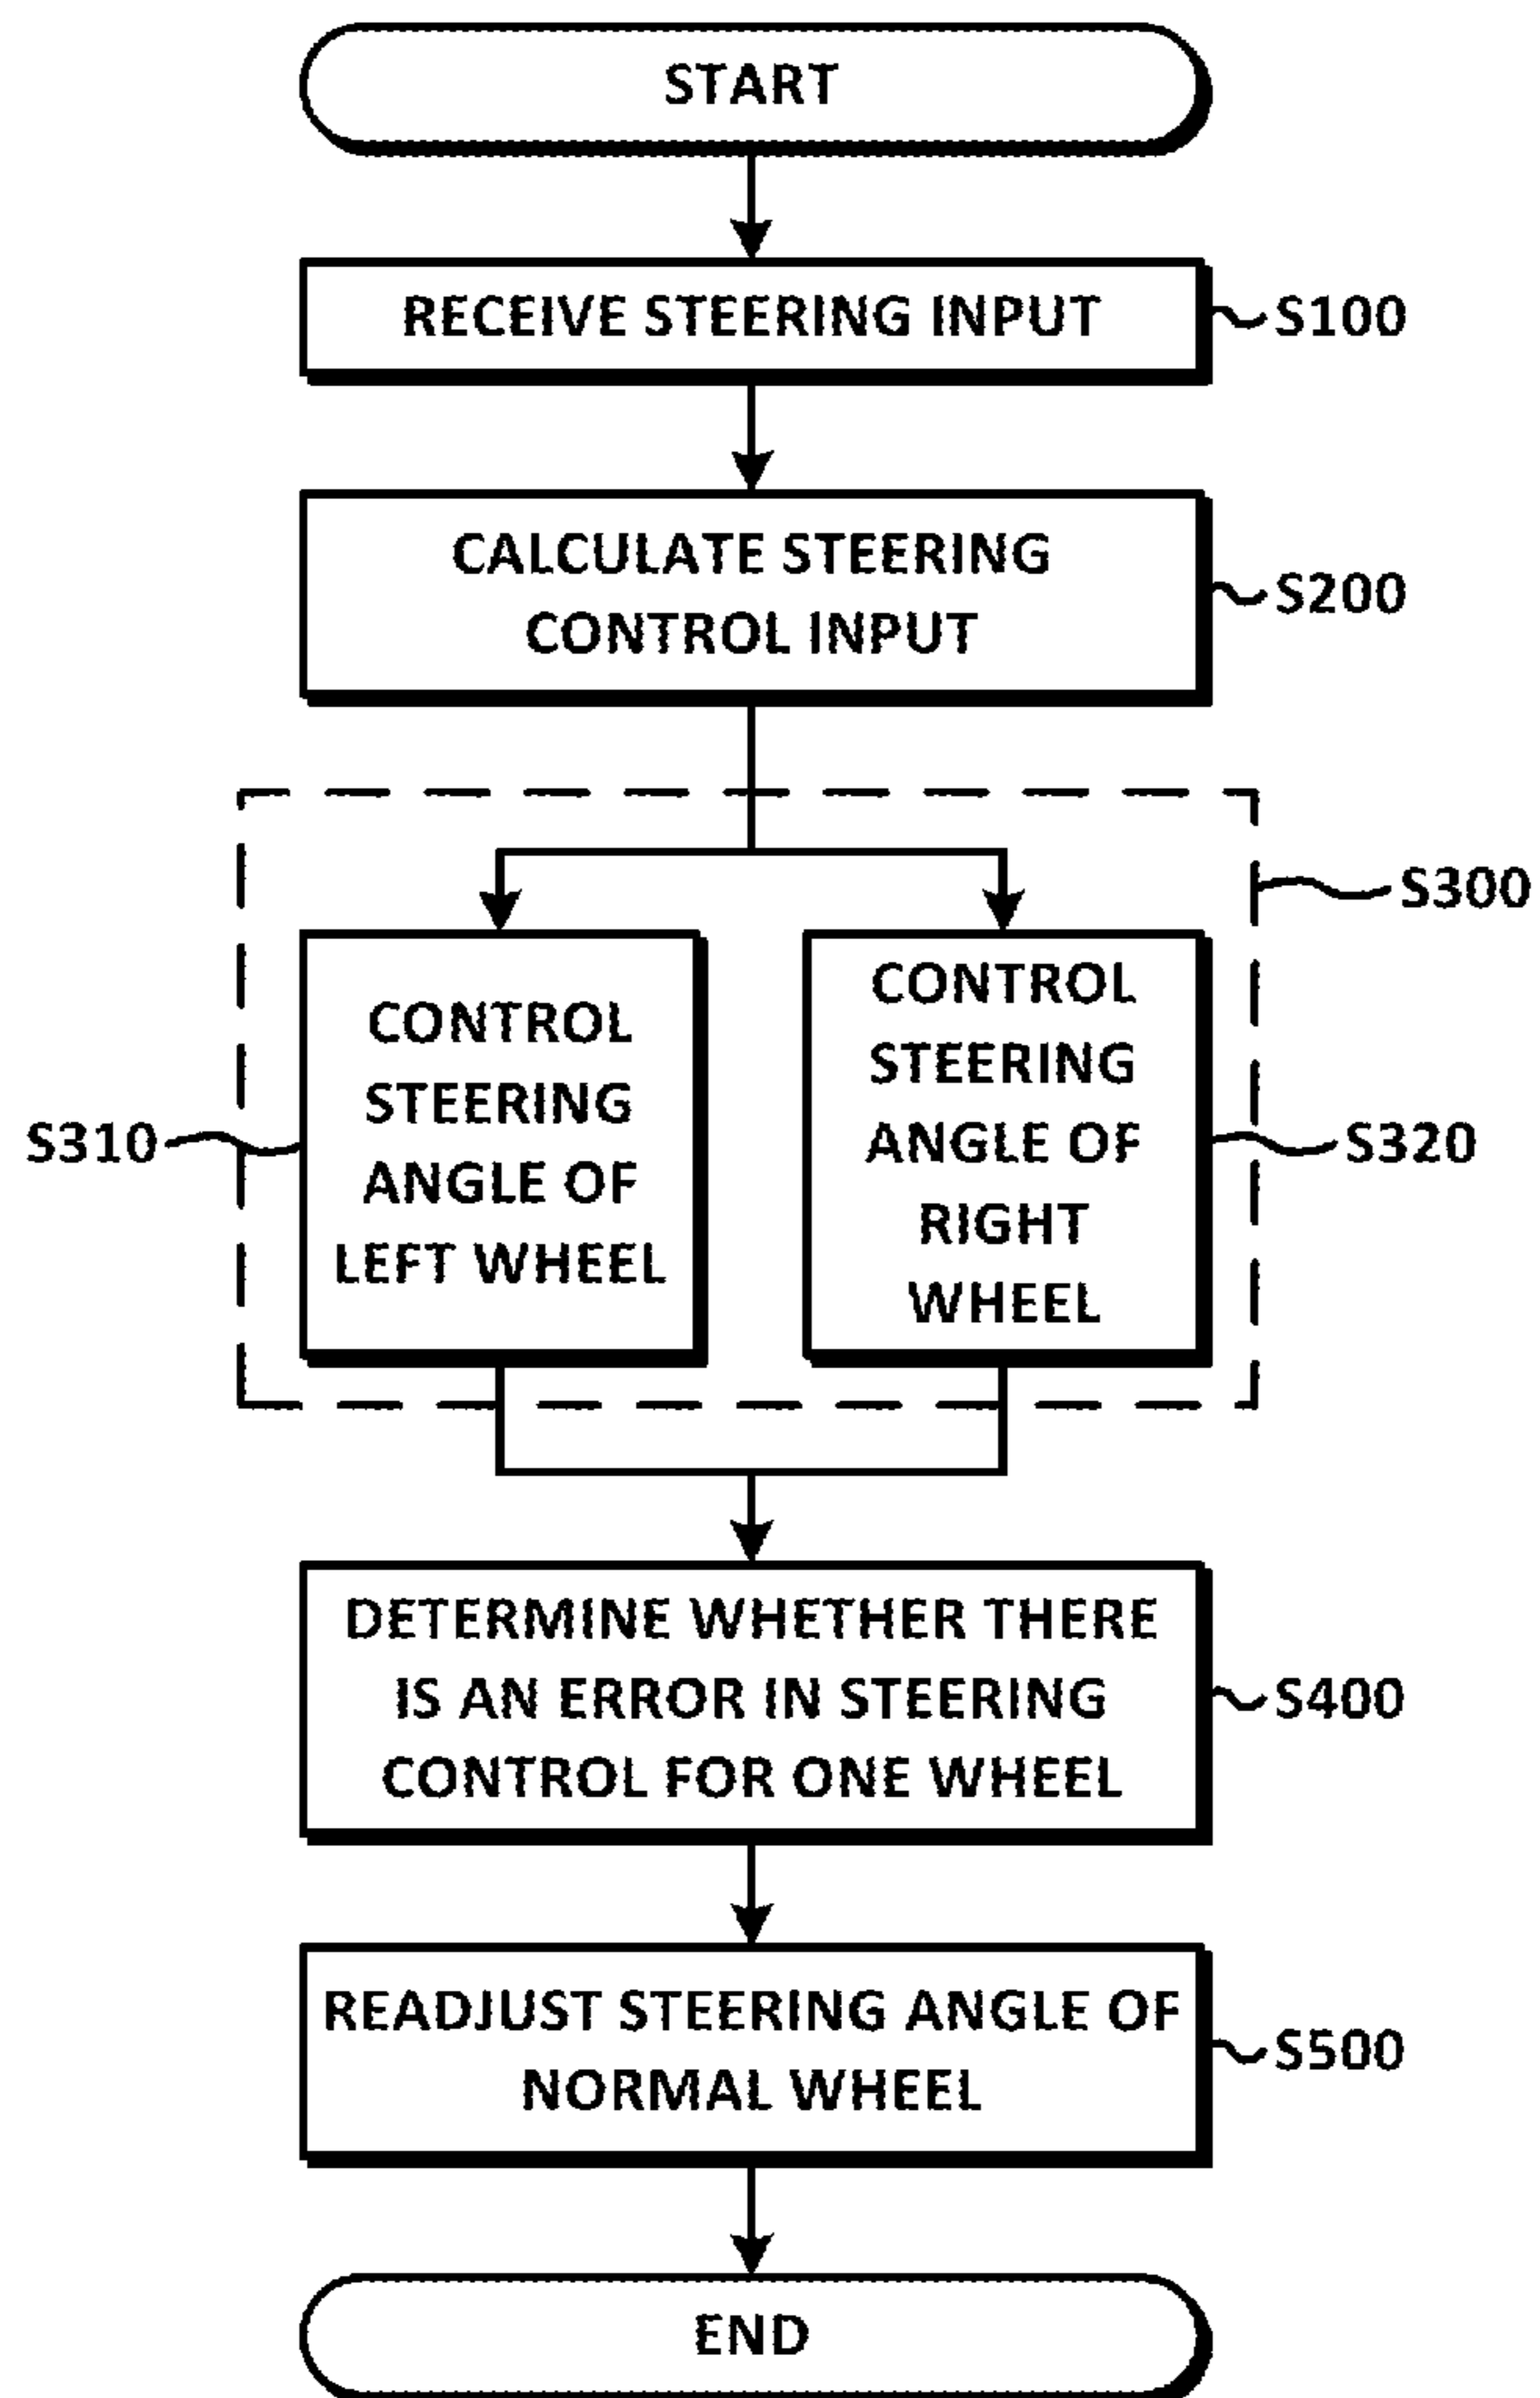 START
RECEIVE STEERING INPUT
S100
CALCULATE STEERING
CONTROL INPUT
S200
S300
S310
CONTROL
STEERING
ANGLE OF
LEFT WHEEL
CONTROL
STEERING
ANGLE OF
RIGHT
WHEEL
S320
DETERMINE WHETHER THERE
IS AN ERROR IN STEERING
CONTROL FOR ONE WHEEL
S400
READJUST STEERING ANGLE OF
NORMAL WHEEL
S500
END